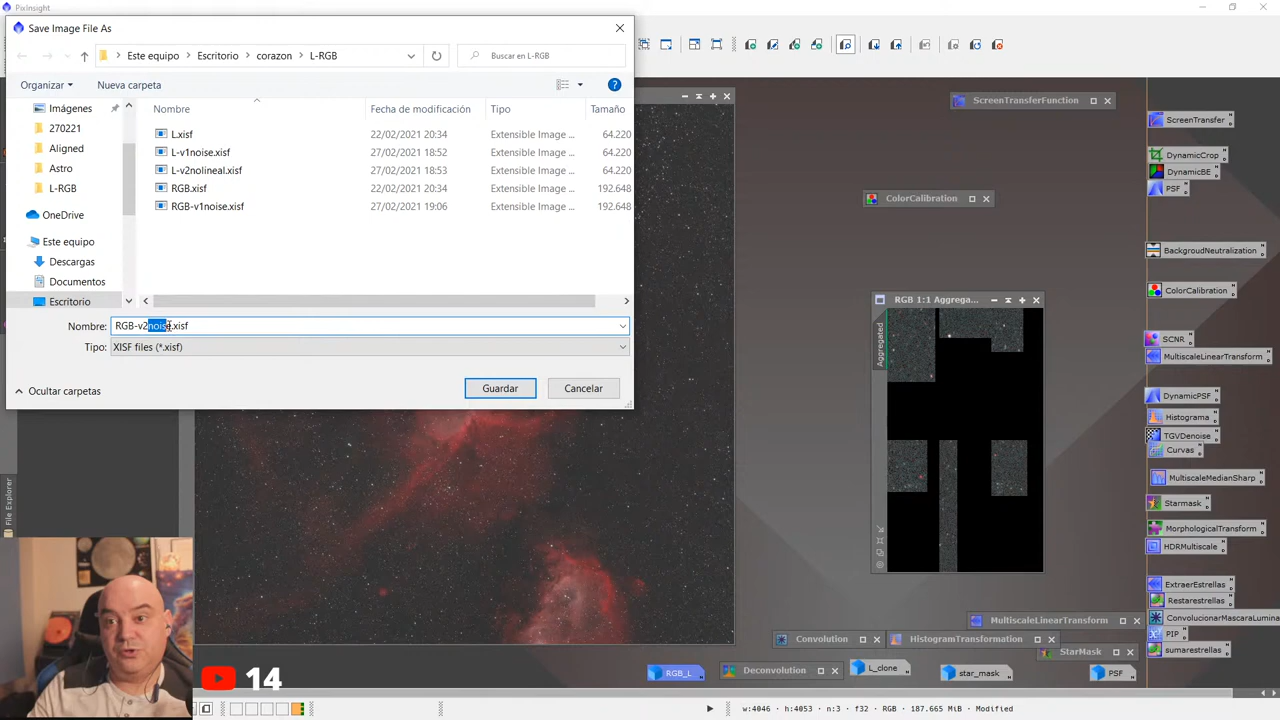 PixInsight
Save Image File As
Este equipo
Escritorio
corazon
L-RGB
Buscar en L-RGB
Organizar
Nueva carpeta
Imágenes
270221
Aligned
Astro
L-RGB
OneDrive
Este equipo
Descargas
Documentos
Escritorio
Nombre
Fecha de modificación
Tipo
Tamaño
L.xisf
22/02/2021 20:34
Extensible Image ...
64.220
L-v1noise.xisf
27/02/2021 18:52
Extensible Image ...
64.220
L-v2nolineal.xisf
27/02/2021 18:53
Extensible Image ...
64.220
RGB.xisf
22/02/2021 20:34
Extensible Image ...
192.648
RGB-v1noise.xisf
27/02/2021 19:06
Extensible Image ...
192.648
Nombre:
RGB-v2noise.xisf
Tipo:
XISF files (*.xisf)
Ocultar carpetas
Guardar
Cancelar
ScreenTransferFunction
ColorCalibration
RGB 1:1 Aggrega...
Aggregated
ScreenTransfer
DynamicCrop
DynamicBE
PSF
BackgroudNeutralization
ColorCalibration
SCNR
MultiscaleLinearTransform
DynamicPSF
Histograma
TGVDenoise
Curvas
MultiscaleMedianSharp
Starmask
MorphologicalTransform
HDRMultiscale
ExtraerEstrellas
Restarestrellas
ConvolucionarMascaraLumina
PIP
sumarestrellas
File Explorer
MultiscaleLinearTransform
Convolution
HistogramTransformation
StarMask
RGB_L
Deconvolution
L_clone
star_mask
PSF
14
w:4046 h:4053 n:3 f32 RGB 187.665 MiB Modified